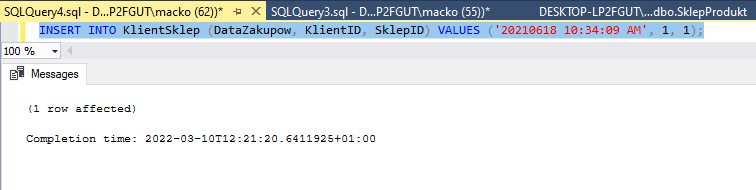 SQLQuery4.sql - D...P2FGUT\macko (62))* SQLQuery3.sql - D...P2FGUT\macko (55))* DESKTOP-LP2FGUT\...dbo.SklepProdukt
INSERT INTO KlientSklep (DataZakupow, KlientID, SklepID) VALUES ('20210618 10:34:09 AM', 1, 1);
100 %
Messages
(1 row affected)
Completion time: 2022-03-10T12:21:20.6411925+01:00